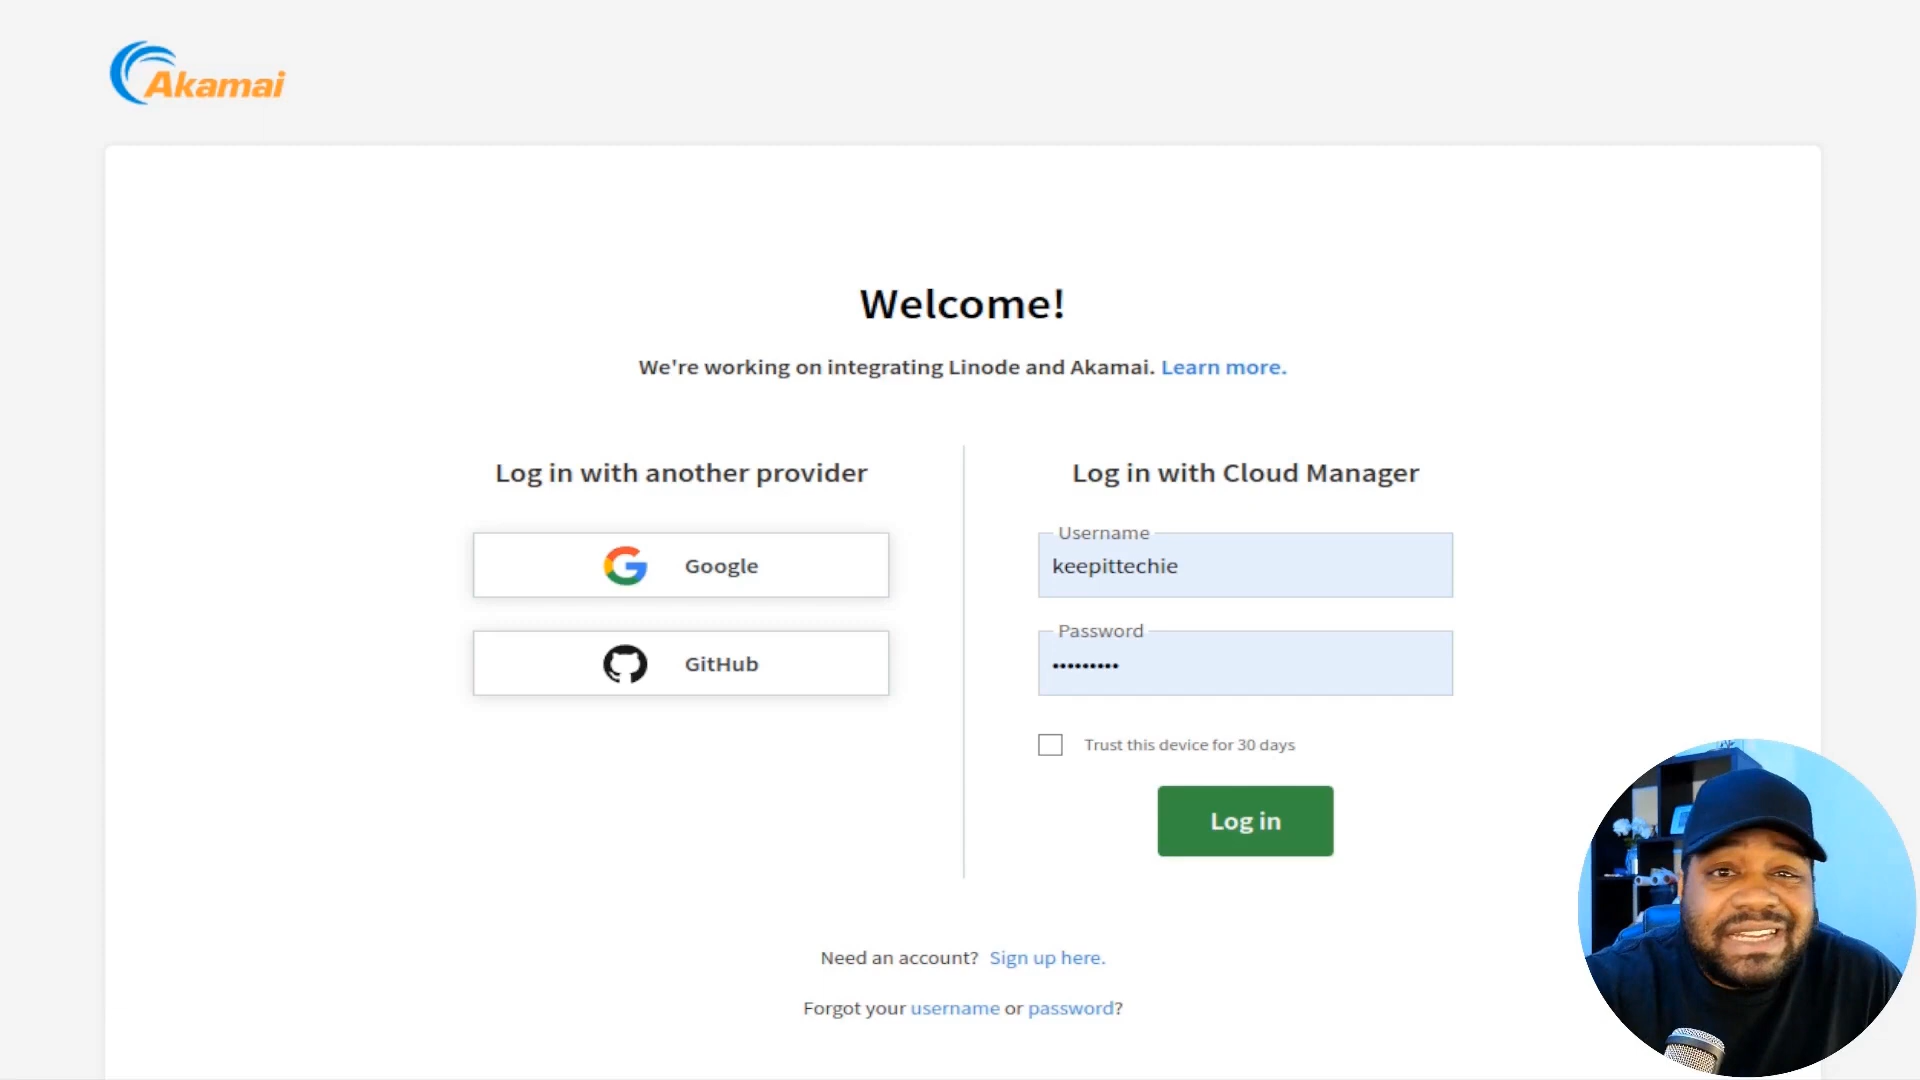 Akamai
Welcome!
We're working on integrating Linode and Akamai. Learn more.
Log in with another provider
Google
GitHub
Log in with Cloud Manager
Username
keepittechie
Password
•••••••••
Trust this device for 30 days
Log in
Need an account? Sign up here.
Forgot your username or password?